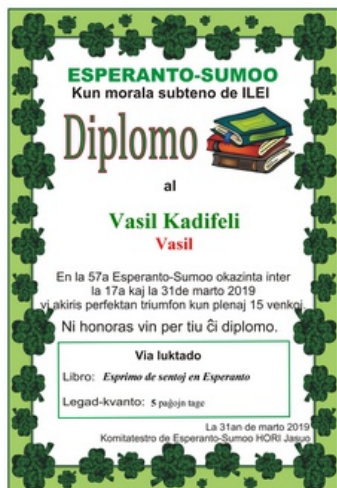 ESPERANTO-SUMOO
Kun morala subteno de ILEI
Diplomo
al
Vasil Kadifeli
Vasil
En la 57a Esperanto-Sumoo okazinta inter
la 17a kaj la 31de marto 2019
vi akiris perfektan triumfon kun plenaj 15 venkoj.
Ni honoras vin per tiu ĉi diplomo.
Via luktado
Libro: Esprimo de sentoj en Esperanto
Legad-kvanto: 5 paĝojn tage
La 31an de marto 2019
Komitatestro de Esperanto-Sumoo HORI Jasuo